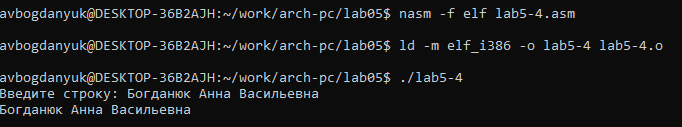 avbogdanyuk@DESKTOP-36B2AJH:~/work/arch-pc/lab05$ nasm -f elf lab5-4.asm
avbogdanyuk@DESKTOP-36B2AJH:~/work/arch-pc/lab05$ ld -m elf_i386 -o lab5-4 lab5-4.o
avbogdanyuk@DESKTOP-36B2AJH:~/work/arch-pc/lab05$ ./lab5-4
Введите строку: Богданюк Анна Васильевна
Богданюк Анна Васильевна